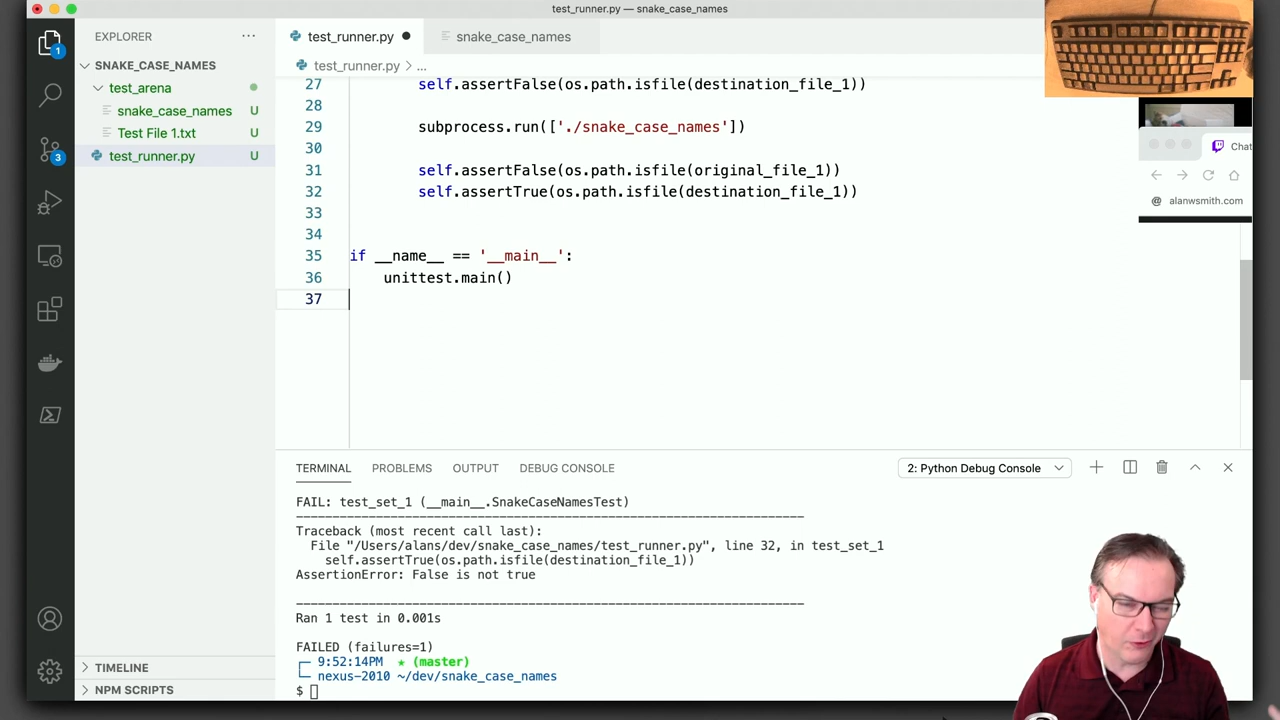 test_runner.py — snake_case_names
EXPLORER
test_runner.py
snake_case_names
SNAKE_CASE_NAMES
test_arena
snake_case_names U
Test File 1.txt U
test_runner.py U
1
3
test_runner.py > ...
27 self.assertFalse(os.path.isfile(destination_file_1))
28
29 subprocess.run(['./snake_case_names'])
30
31 self.assertFalse(os.path.isfile(original_file_1))
32 self.assertTrue(os.path.isfile(destination_file_1))
33
34
35 if __name__ == '__main__':
36 unittest.main()
37
Chat
@ alanwsmith.com
TERMINAL PROBLEMS OUTPUT DEBUG CONSOLE
2: Python Debug Console
FAIL: test_set_1 (__main__.SnakeCaseNamesTest)
----------------------------------------------------------------------
Traceback (most recent call last):
File "/Users/alans/dev/snake_case_names/test_runner.py", line 32, in test_set_1
self.assertTrue(os.path.isfile(destination_file_1))
AssertionError: False is not true
----------------------------------------------------------------------
Ran 1 test in 0.001s
FAILED (failures=1)
9:52:14PM ★ (master)
nexus-2010 ~/dev/snake_case_names
$
TIMELINE
NPM SCRIPTS